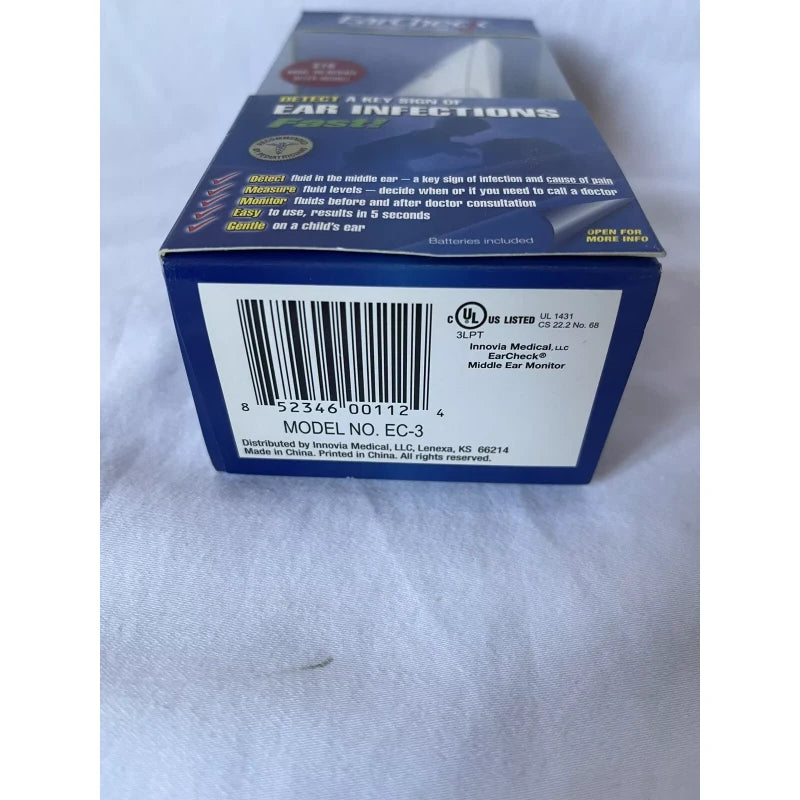 EarCheck
DETECT A KEY SIGN OF
EAR INFECTIONS
Fast!
RECOMMENDED
Detect fluid in the middle ear — a key sign of infection and cause of pain
Measure fluid levels — decide when or if you need to call a doctor
Monitor fluids before and after doctor consultation
Easy to use, results in 5 seconds
Gentle on a child's ear
Batteries included
OPEN FOR
MORE INFO
C UL US LISTED UL 1431
CS 22.2 No. 68
3LPT
Innovia Medical, LLC
EarCheck®
Middle Ear Monitor
8 52346 00112 4
MODEL NO. EC-3
Distributed by Innovia Medical, LLC, Lenexa, KS 66214
Made in China. Printed in China. All rights reserved.